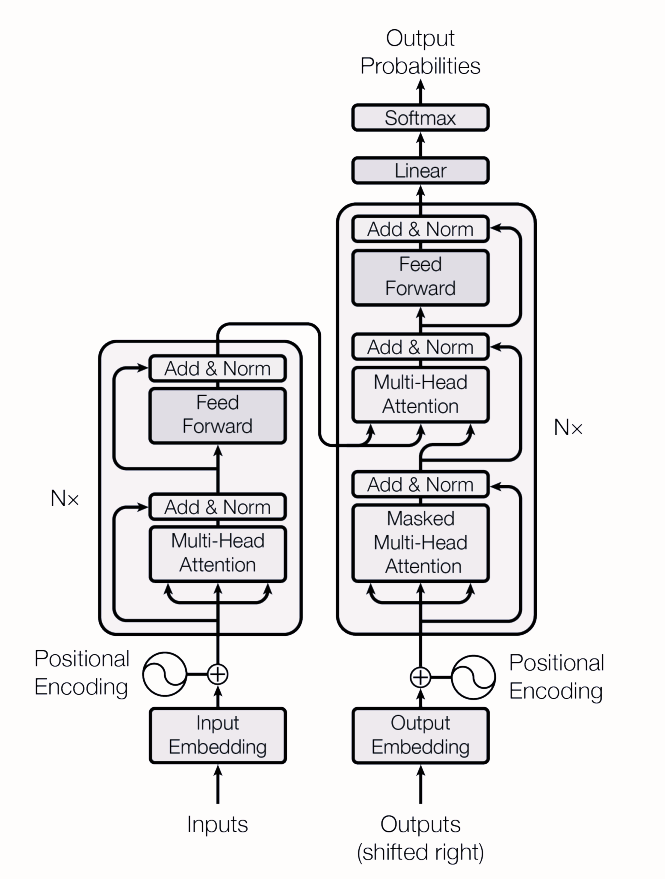 Output
Probabilities
Softmax
Linear
Add & Norm
Feed
Forward
Add & Norm
Multi-Head
Attention
Add & Norm
Masked
Multi-Head
Attention
Nx
Add & Norm
Feed
Forward
Add & Norm
Multi-Head
Attention
Nx
Positional
Encoding
Positional
Encoding
Input
Embedding
Output
Embedding
Inputs
Outputs
(shifted right)